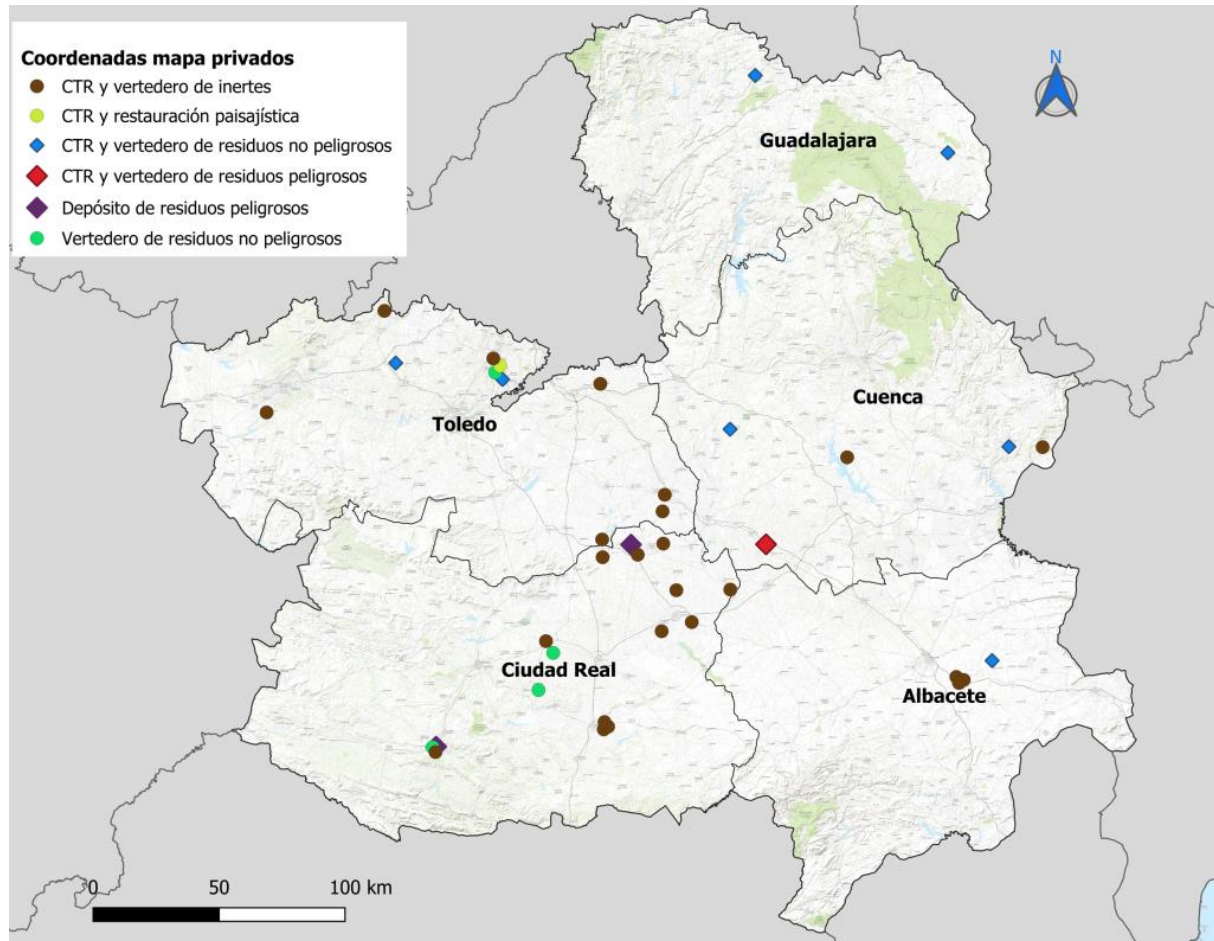 Coordenadas mapa privados
CTR y vertedero de inertes
CTR y restauración paisajística
CTR y vertedero de residuos no peligrosos
CTR y vertedero de residuos peligrosos
Depósito de residuos peligrosos
Vertedero de residuos no peligrosos
N
Guadalajara
Cuenca
Toledo
Ciudad Real
Albacete
0 50 100 km